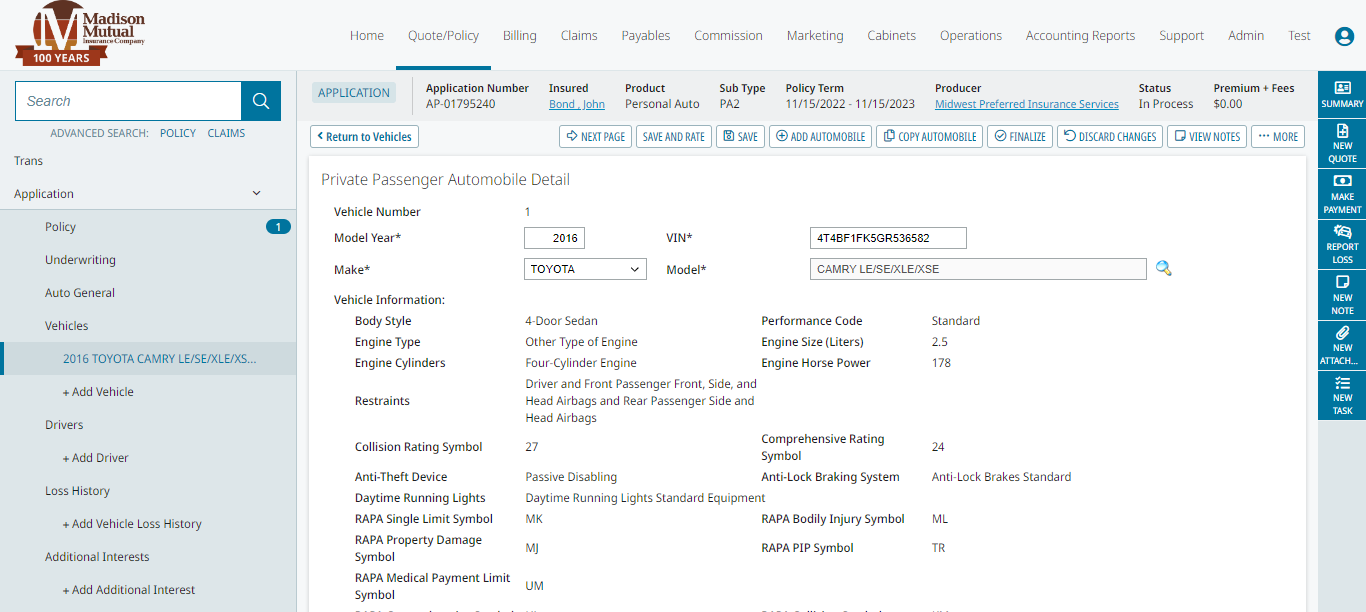 Madison
Mutual
Insurance Company
100 YEARS
Home Quote/Policy Billing Claims Payables Commission Marketing Cabinets Operations Accounting Reports Support Admin Test
Search
ADVANCED SEARCH: POLICY CLAIMS
Trans
Application
Policy 1
Underwriting
Auto General
Vehicles
2016 TOYOTA CAMRY LE/SE/XLE/XS...
+ Add Vehicle
Drivers
+ Add Driver
Loss History
+ Add Vehicle Loss History
Additional Interests
+ Add Additional Interest
APPLICATION
Application Number Insured Product Sub Type Policy Term Producer Status Premium + Fees
AP-01795240 Bond , John Personal Auto PA2 11/15/2022 - 11/15/2023 Midwest Preferred Insurance Services In Process $0.00
Return to Vehicles NEXT PAGE SAVE AND RATE SAVE ADD AUTOMOBILE COPY AUTOMOBILE FINALIZE DISCARD CHANGES VIEW NOTES ... MORE
Private Passenger Automobile Detail
Vehicle Number 1
Model Year* 2016 VIN* 4T4BF1FK5GR536582
Make* TOYOTA Model* CAMRY LE/SE/XLE/XSE
Vehicle Information:
Body Style 4-Door Sedan Performance Code Standard
Engine Type Other Type of Engine Engine Size (Liters) 2.5
Engine Cylinders Four-Cylinder Engine Engine Horse Power 178
Restraints Driver and Front Passenger Front, Side, and
Head Airbags and Rear Passenger Side and
Head Airbags
Collision Rating Symbol 27 Comprehensive Rating
Symbol 24
Anti-Theft Device Passive Disabling Anti-Lock Braking System Anti-Lock Brakes Standard
Daytime Running Lights Daytime Running Lights Standard Equipment
RAPA Single Limit Symbol MK RAPA Bodily Injury Symbol ML
RAPA Property Damage
Symbol MJ RAPA PIP Symbol TR
RAPA Medical Payment Limit
Symbol UM
SUMMARY
NEW
QUOTE
MAKE
PAYMENT
REPORT
LOSS
NEW
NOTE
NEW
ATTACH...
NEW
TASK